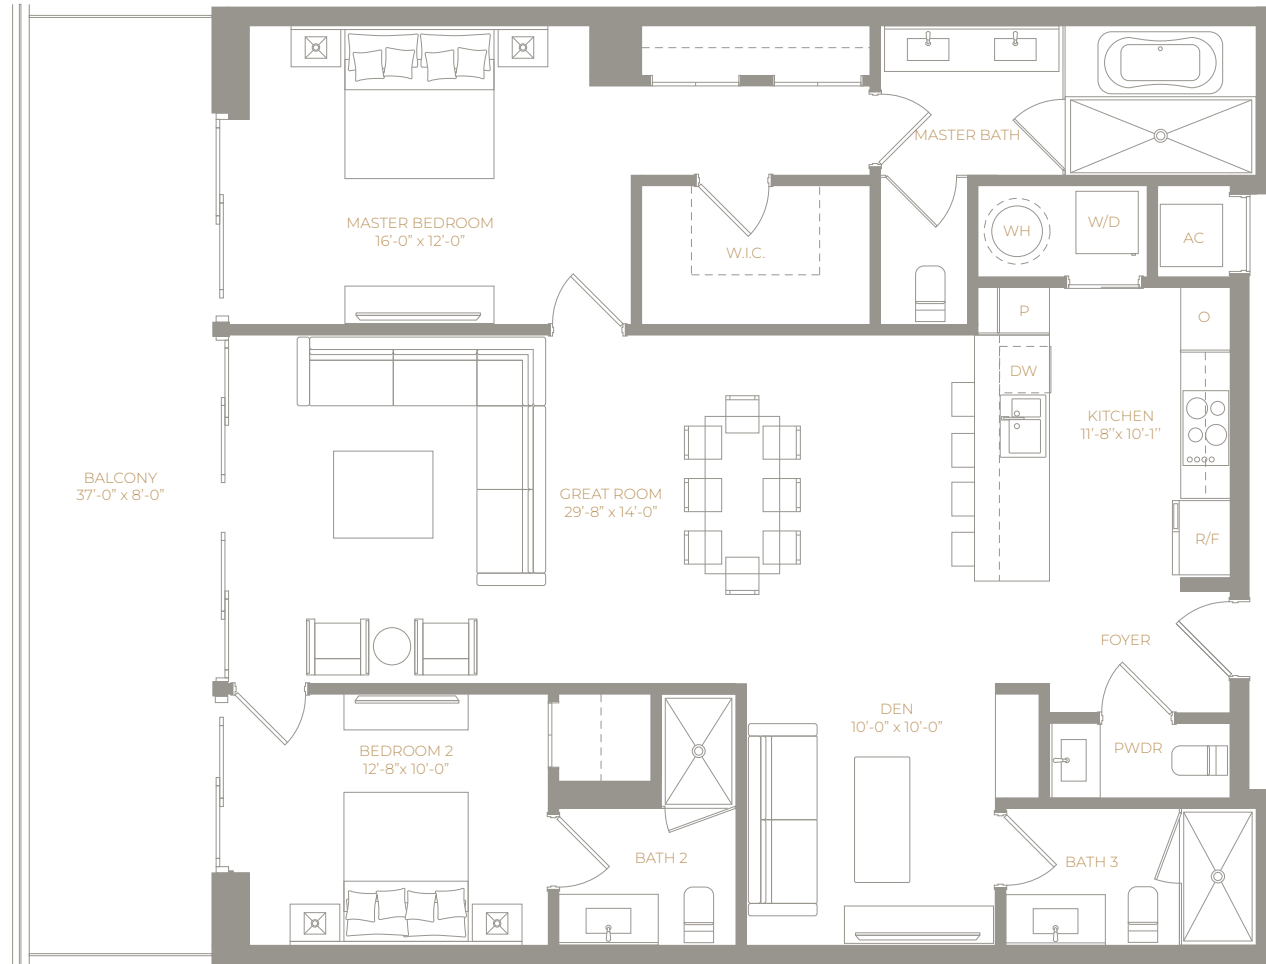 MASTER BATH
MASTER BEDROOM
16'-0” x 12'-0”
W.I.C.
WH
W/D
AC
P
O
DW
KITCHEN
11'-8''x 10'-1''
BALCONY
37'-0” x 8'-0”
GREAT ROOM
29'-8” x 14'-0”
R/F
FOYER
DEN
10'-0” x 10'-0”
BEDROOM 2
12'-8”x 10'-0”
PWDR
BATH 2
BATH 3